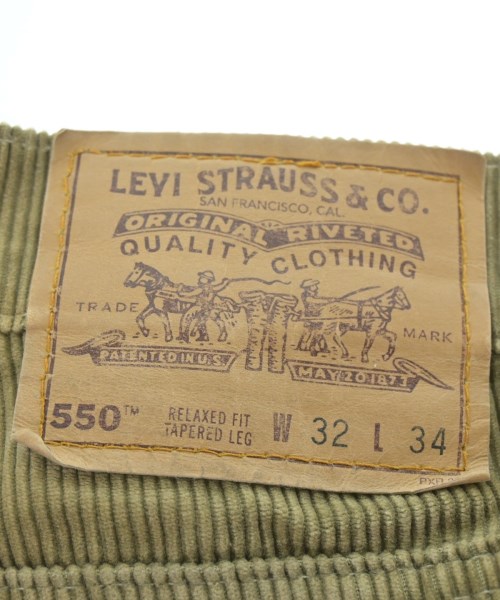 LEVI STRAUSS & CO.
SAN FRANCISCO, CAL.
ORIGINAL RIVETED
QUALITY CLOTHING
TRADE MARK
PATENTED IN U.S. MAY 20 1873
550™ RELAXED FIT
TAPERED LEG W 32 L 34